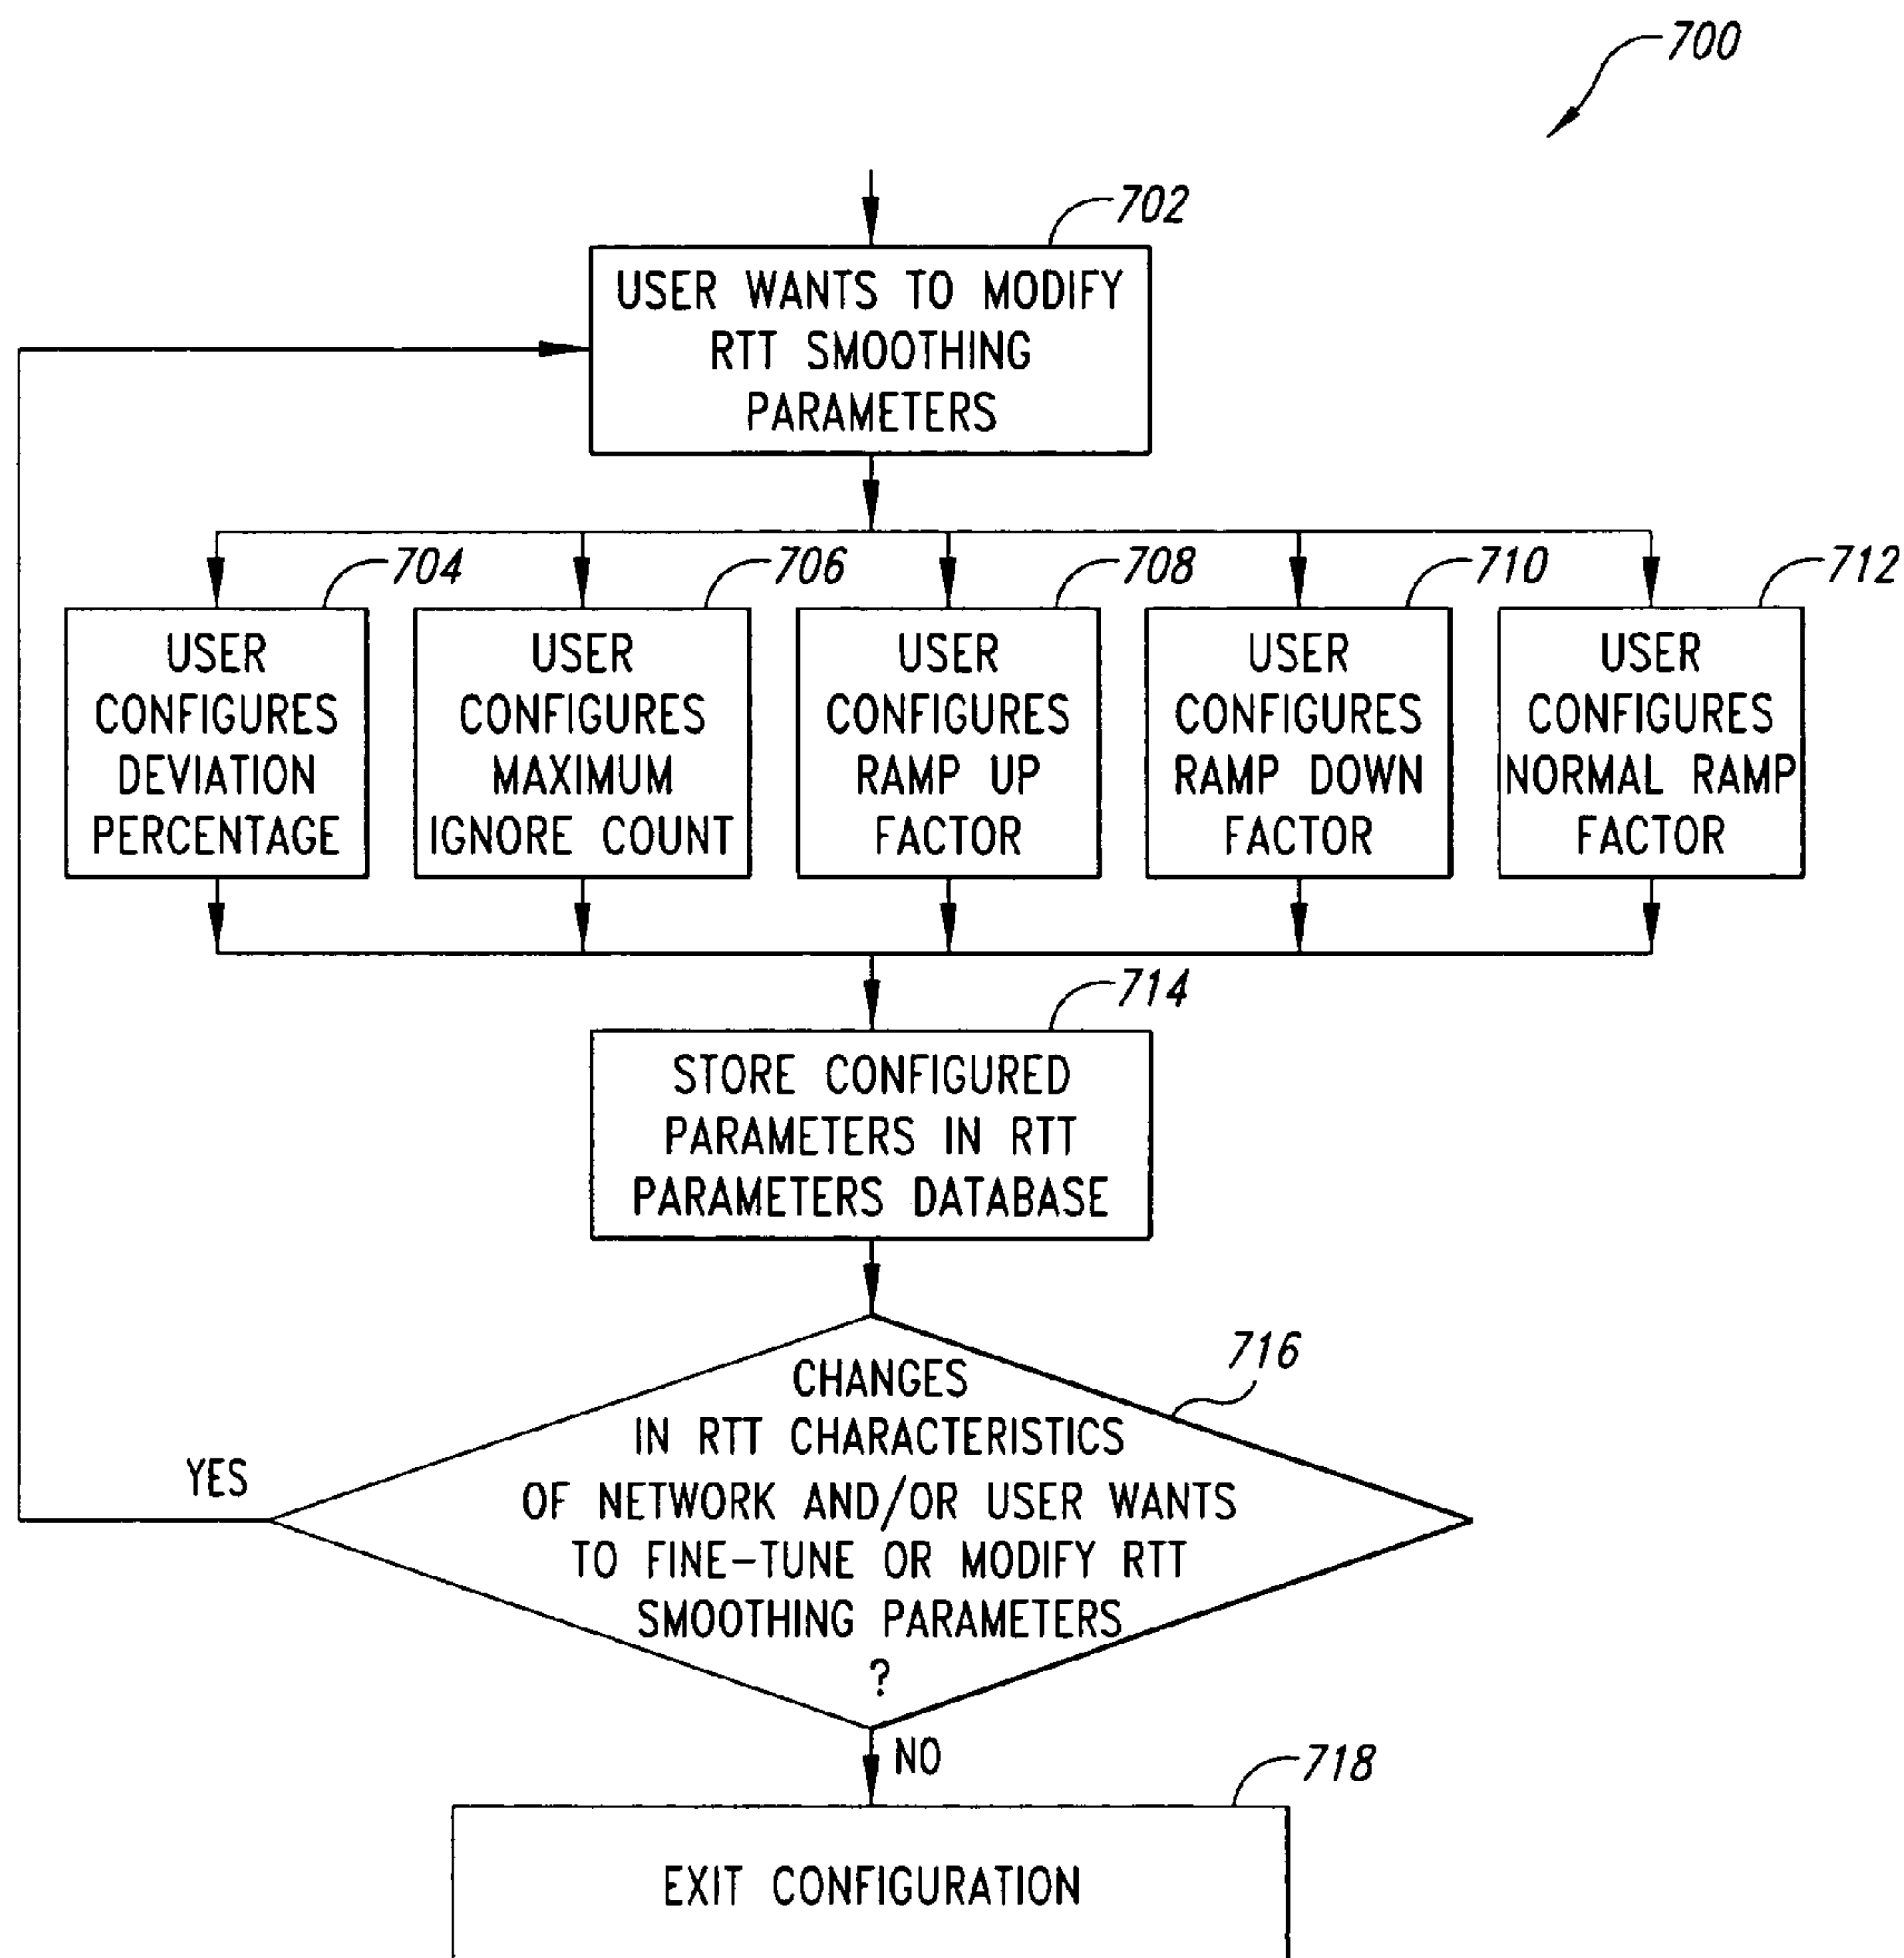 700
702
USER WANTS TO MODIFY
RTT SMOOTHING
PARAMETERS
704
USER
CONFIGURES
DEVIATION
PERCENTAGE
706
USER
CONFIGURES
MAXIMUM
IGNORE COUNT
708
USER
CONFIGURES
RAMP UP
FACTOR
710
USER
CONFIGURES
RAMP DOWN
FACTOR
712
USER
CONFIGURES
NORMAL RAMP
FACTOR
714
STORE CONFIGURED
PARAMETERS IN RTT
PARAMETERS DATABASE
716
CHANGES
IN RTT CHARACTERISTICS
OF NETWORK AND/OR USER WANTS
TO FINE-TUNE OR MODIFY RTT
SMOOTHING PARAMETERS
?
YES
NO
718
EXIT CONFIGURATION